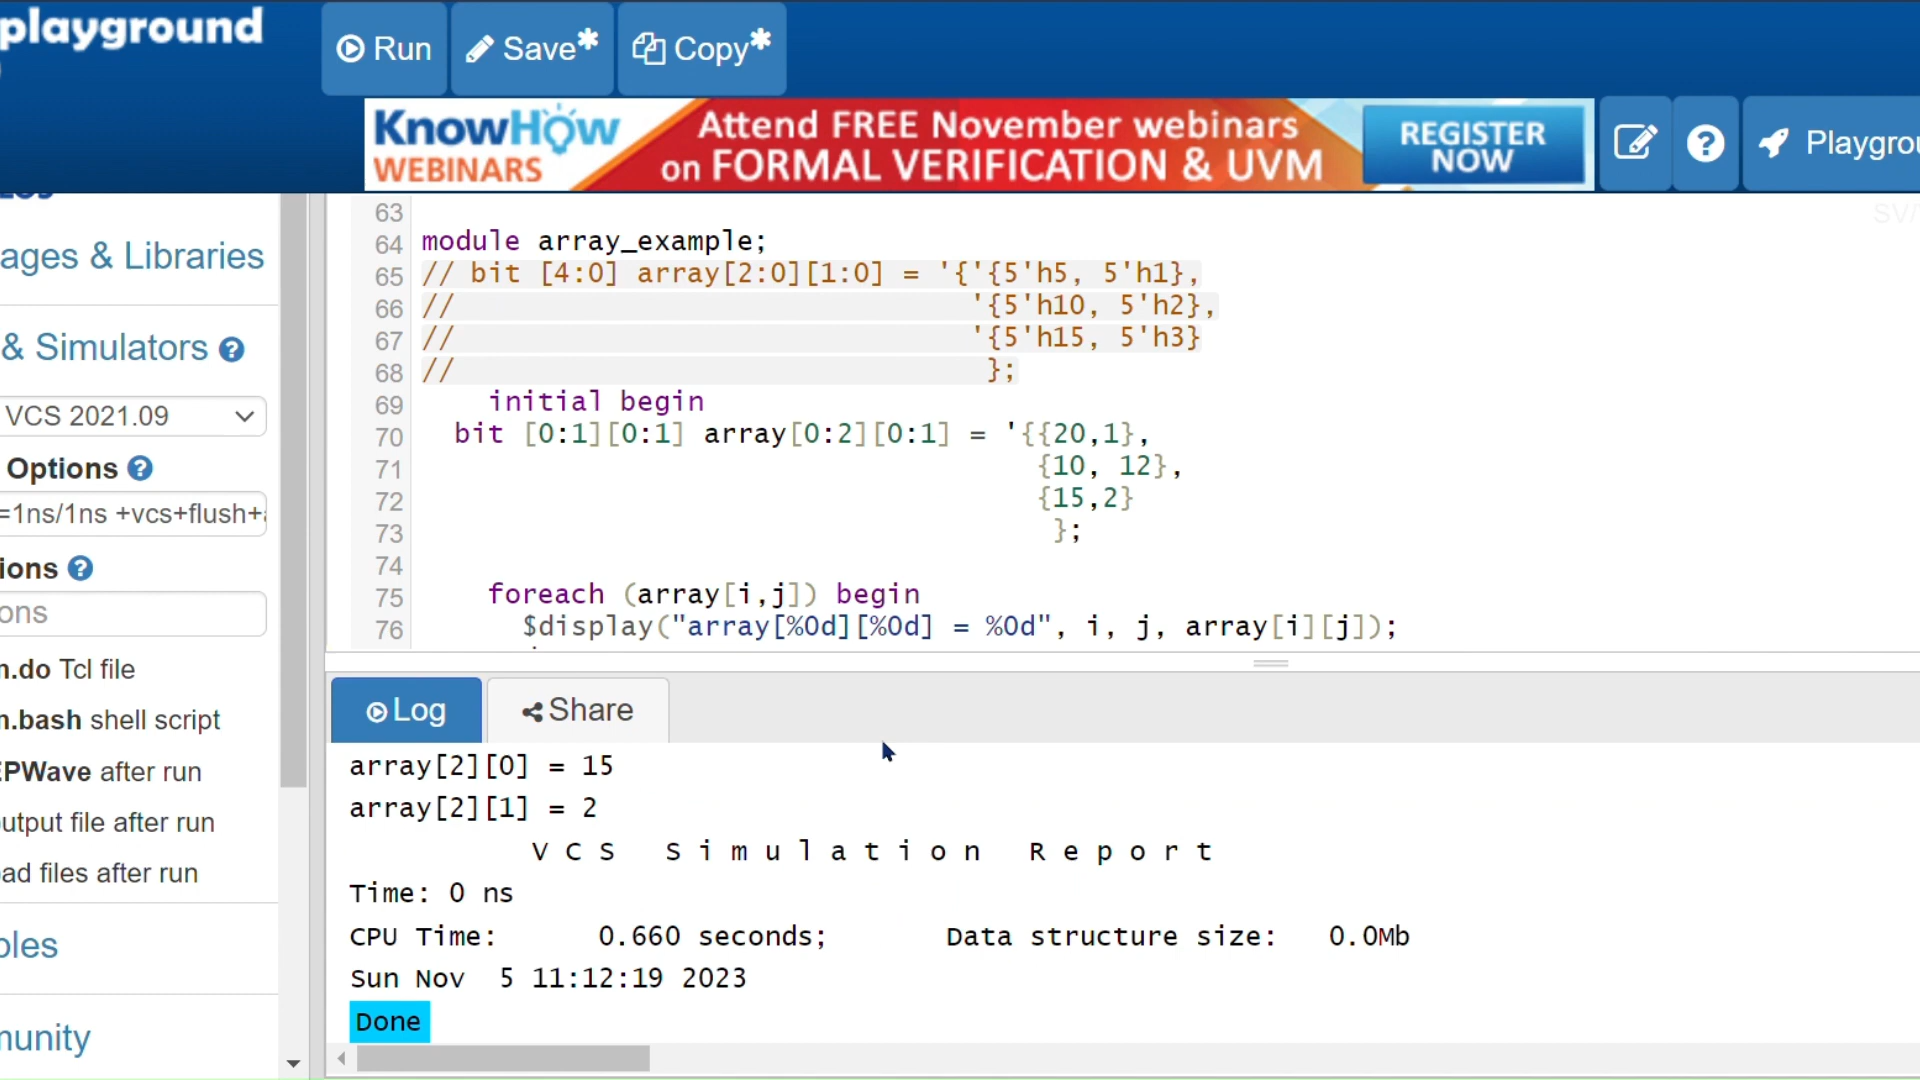 playground
Run
Save*
Copy*
KnowHow WEBINARS
Attend FREE November webinars
on FORMAL VERIFICATION & UVM
REGISTER NOW
Playgrou
ages & Libraries
& Simulators
VCS 2021.09
Options
=1ns/1ns +vcs+flush+a
ions
ons
n.do Tcl file
n.bash shell script
EPWave after run
output file after run
ad files after run
ples
munity
SV/
63
64 module array_example;
65 // bit [4:0] array[2:0][1:0] = '{'{5'h5, 5'h1},
66 // '{5'h10, 5'h2},
67 // '{5'h15, 5'h3}
68 // };
69 initial begin
70 bit [0:1][0:1] array[0:2][0:1] = '{{20,1},
71 {10, 12},
72 {15,2}
73 };
74
75 foreach (array[i,j]) begin
76 $display("array[%0d][%0d] = %0d", i, j, array[i][j]);
Log
Share
array[2][0] = 15
array[2][1] = 2
V C S   S i m u l a t i o n   R e p o r t
Time: 0 ns
CPU Time: 0.660 seconds; Data structure size: 0.0Mb
Sun Nov 5 11:12:19 2023
Done